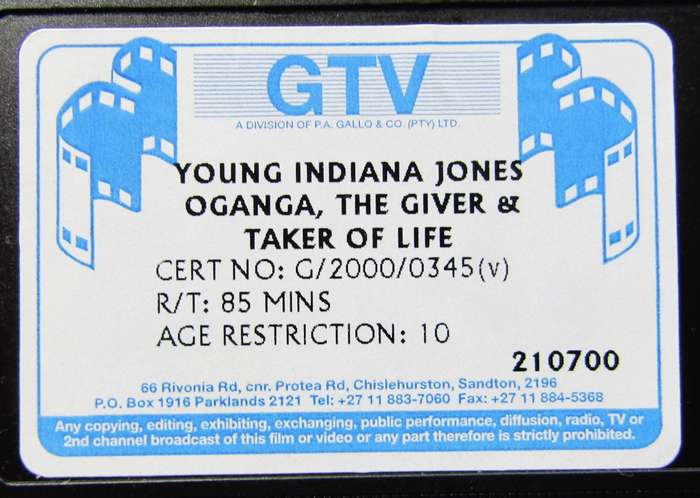 GTV
A DIVISION OF P.A. GALLO & CO. (PTY) LTD.
YOUNG INDIANA JONES
OGANGA, THE GIVER &
TAKER OF LIFE
CERT NO: G/2000/0345(v)
R/T: 85 MINS
AGE RESTRICTION: 10
210700
66 Rivonia Rd, cnr. Protea Rd, Chislehurston, Sandton, 2196
P.O. Box 1916 Parklands 2121 Tel: +27 11 883-7060 Fax: +27 11 884-5368
Any copying, editing, exhibiting, exchanging, public performance, diffusion, radio, TV or
2nd channel broadcast of this film or video or any part therefore is strictly prohibited.